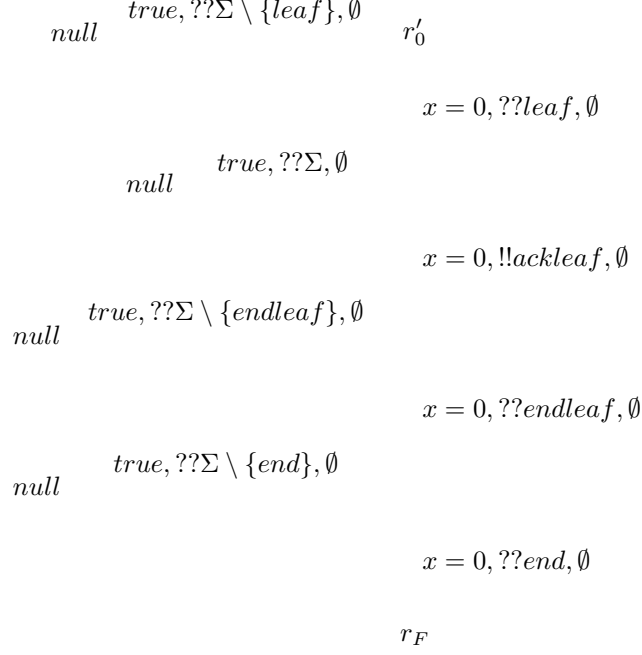 true, ??Σ \ {leaf}, ∅
null
r′₀
x = 0, ??leaf, ∅
true, ??Σ, ∅
null
x = 0, !!ackleaf, ∅
true, ??Σ \ {endleaf}, ∅
null
x = 0, ??endleaf, ∅
true, ??Σ \ {end}, ∅
null
x = 0, ??end, ∅
r_F